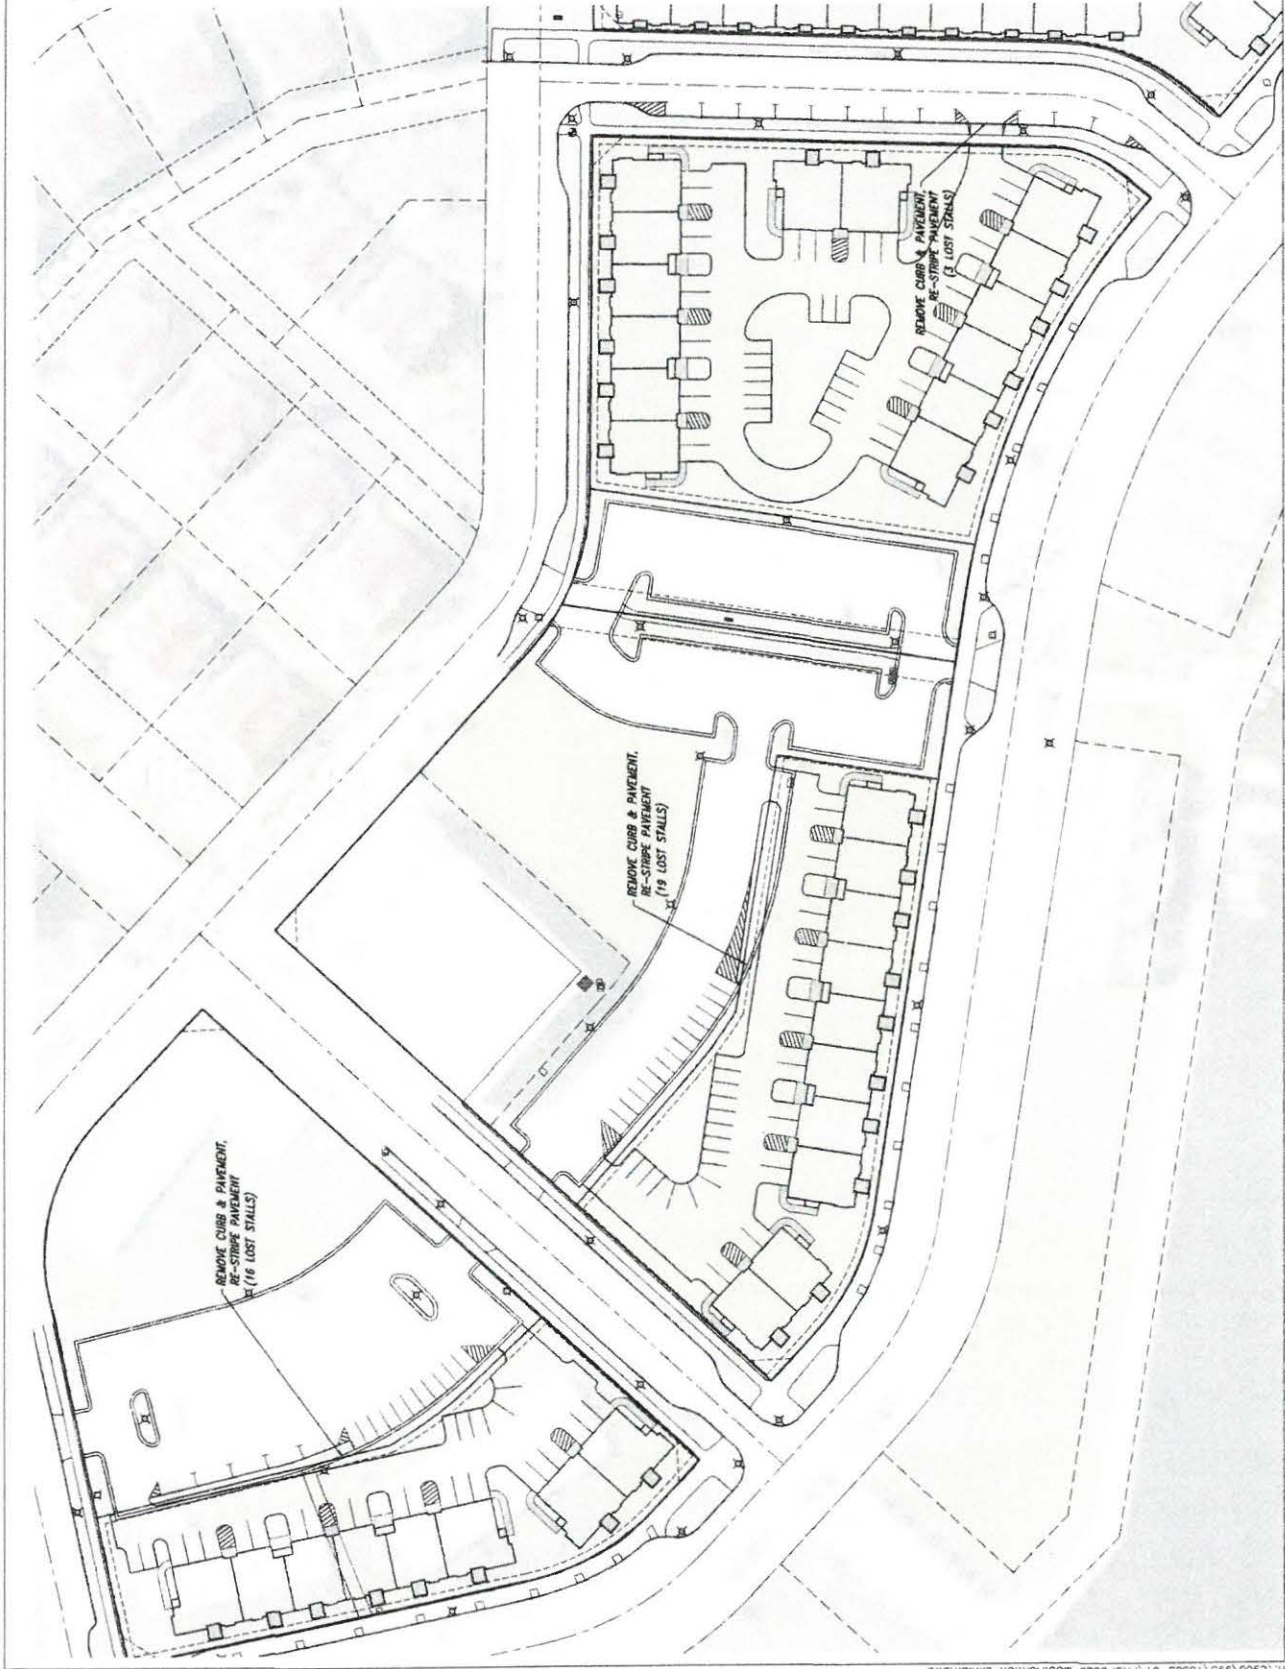 REMOVE CURB & PAVEMENT,
RE-STRIPE PAVEMENT
(3 LOST STALLS)
REMOVE CURB & PAVEMENT,
RE-STRIPE PAVEMENT
(19 LOST STALLS)
REMOVE CURB & PAVEMENT,
RE-STRIPE PAVEMENT
(16 LOST STALLS)